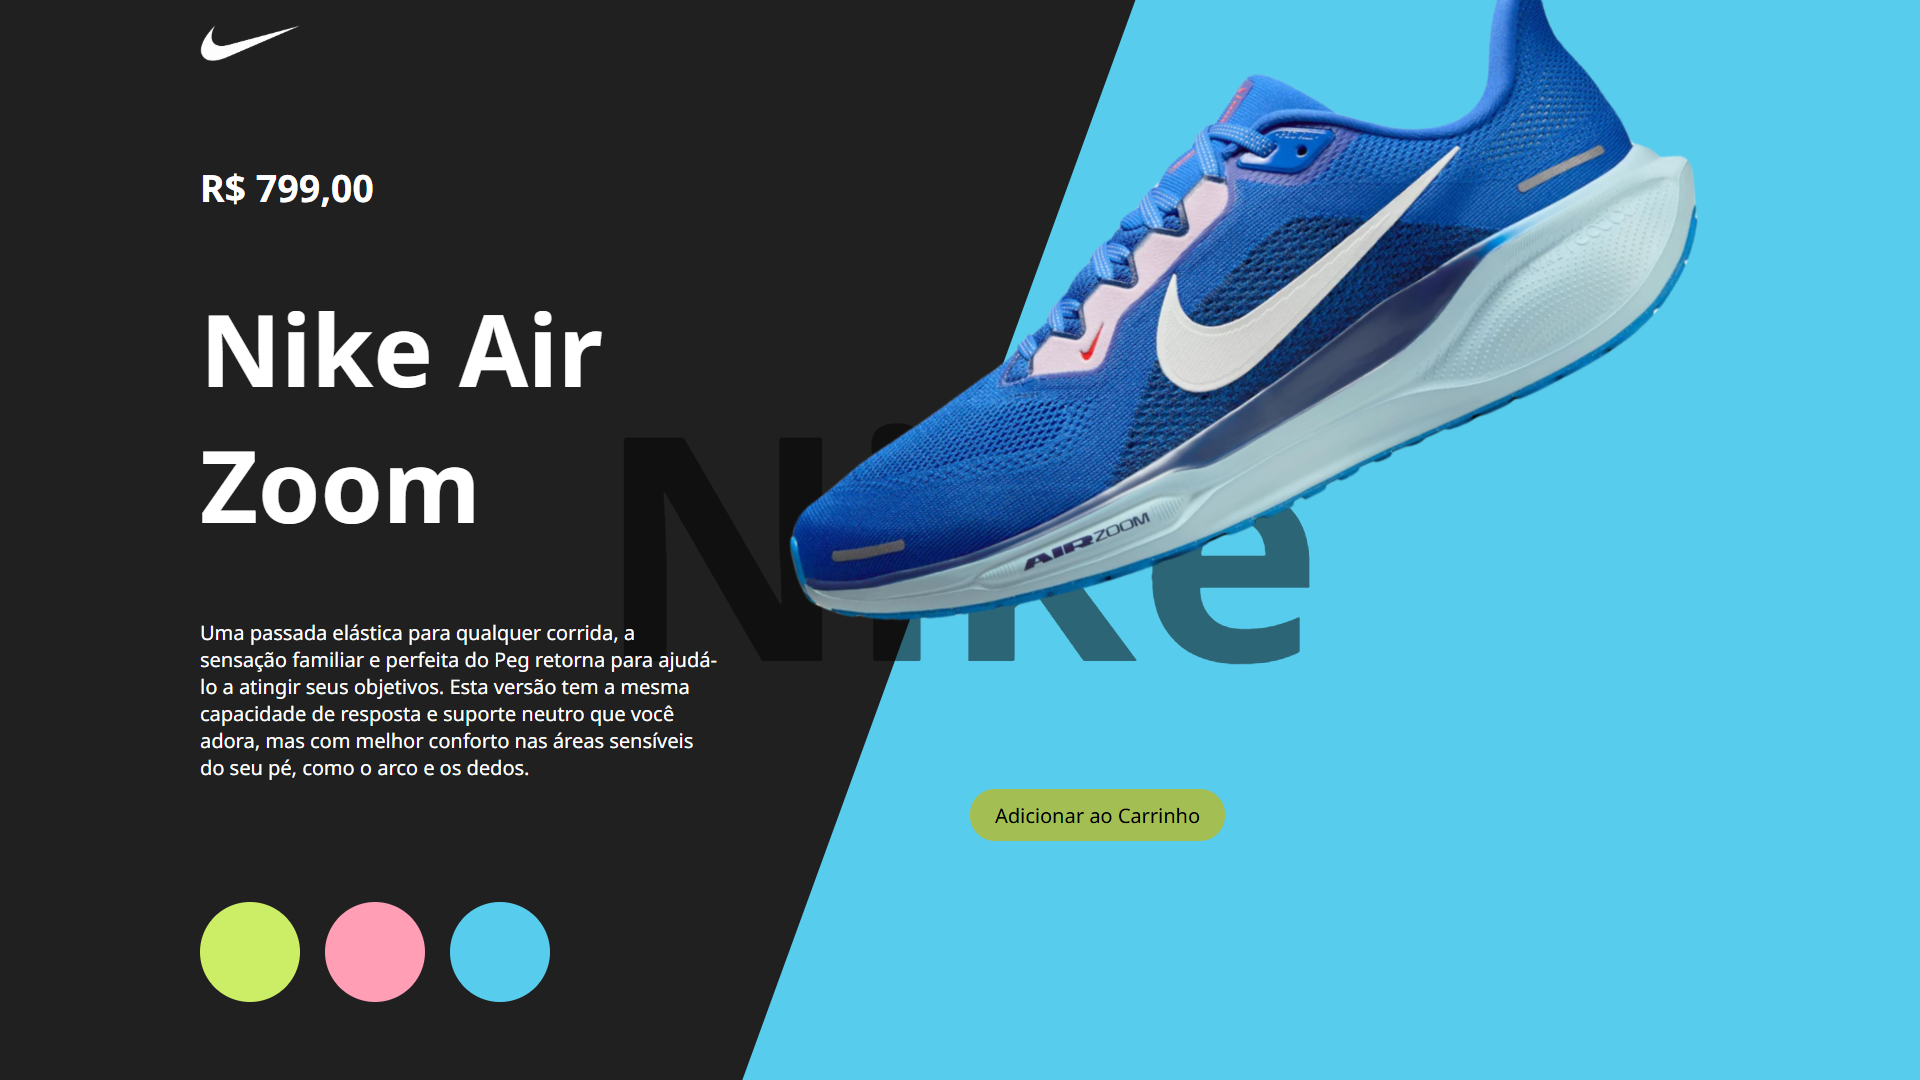 R$ 799,00
Nike Air
Zoom
Nike
AIR ZOOM
Uma passada elástica para qualquer corrida, a
sensação familiar e perfeita do Peg retorna para ajudá-
lo a atingir seus objetivos. Esta versão tem a mesma
capacidade de resposta e suporte neutro que você
adora, mas com melhor conforto nas áreas sensíveis
do seu pé, como o arco e os dedos.
Adicionar ao Carrinho